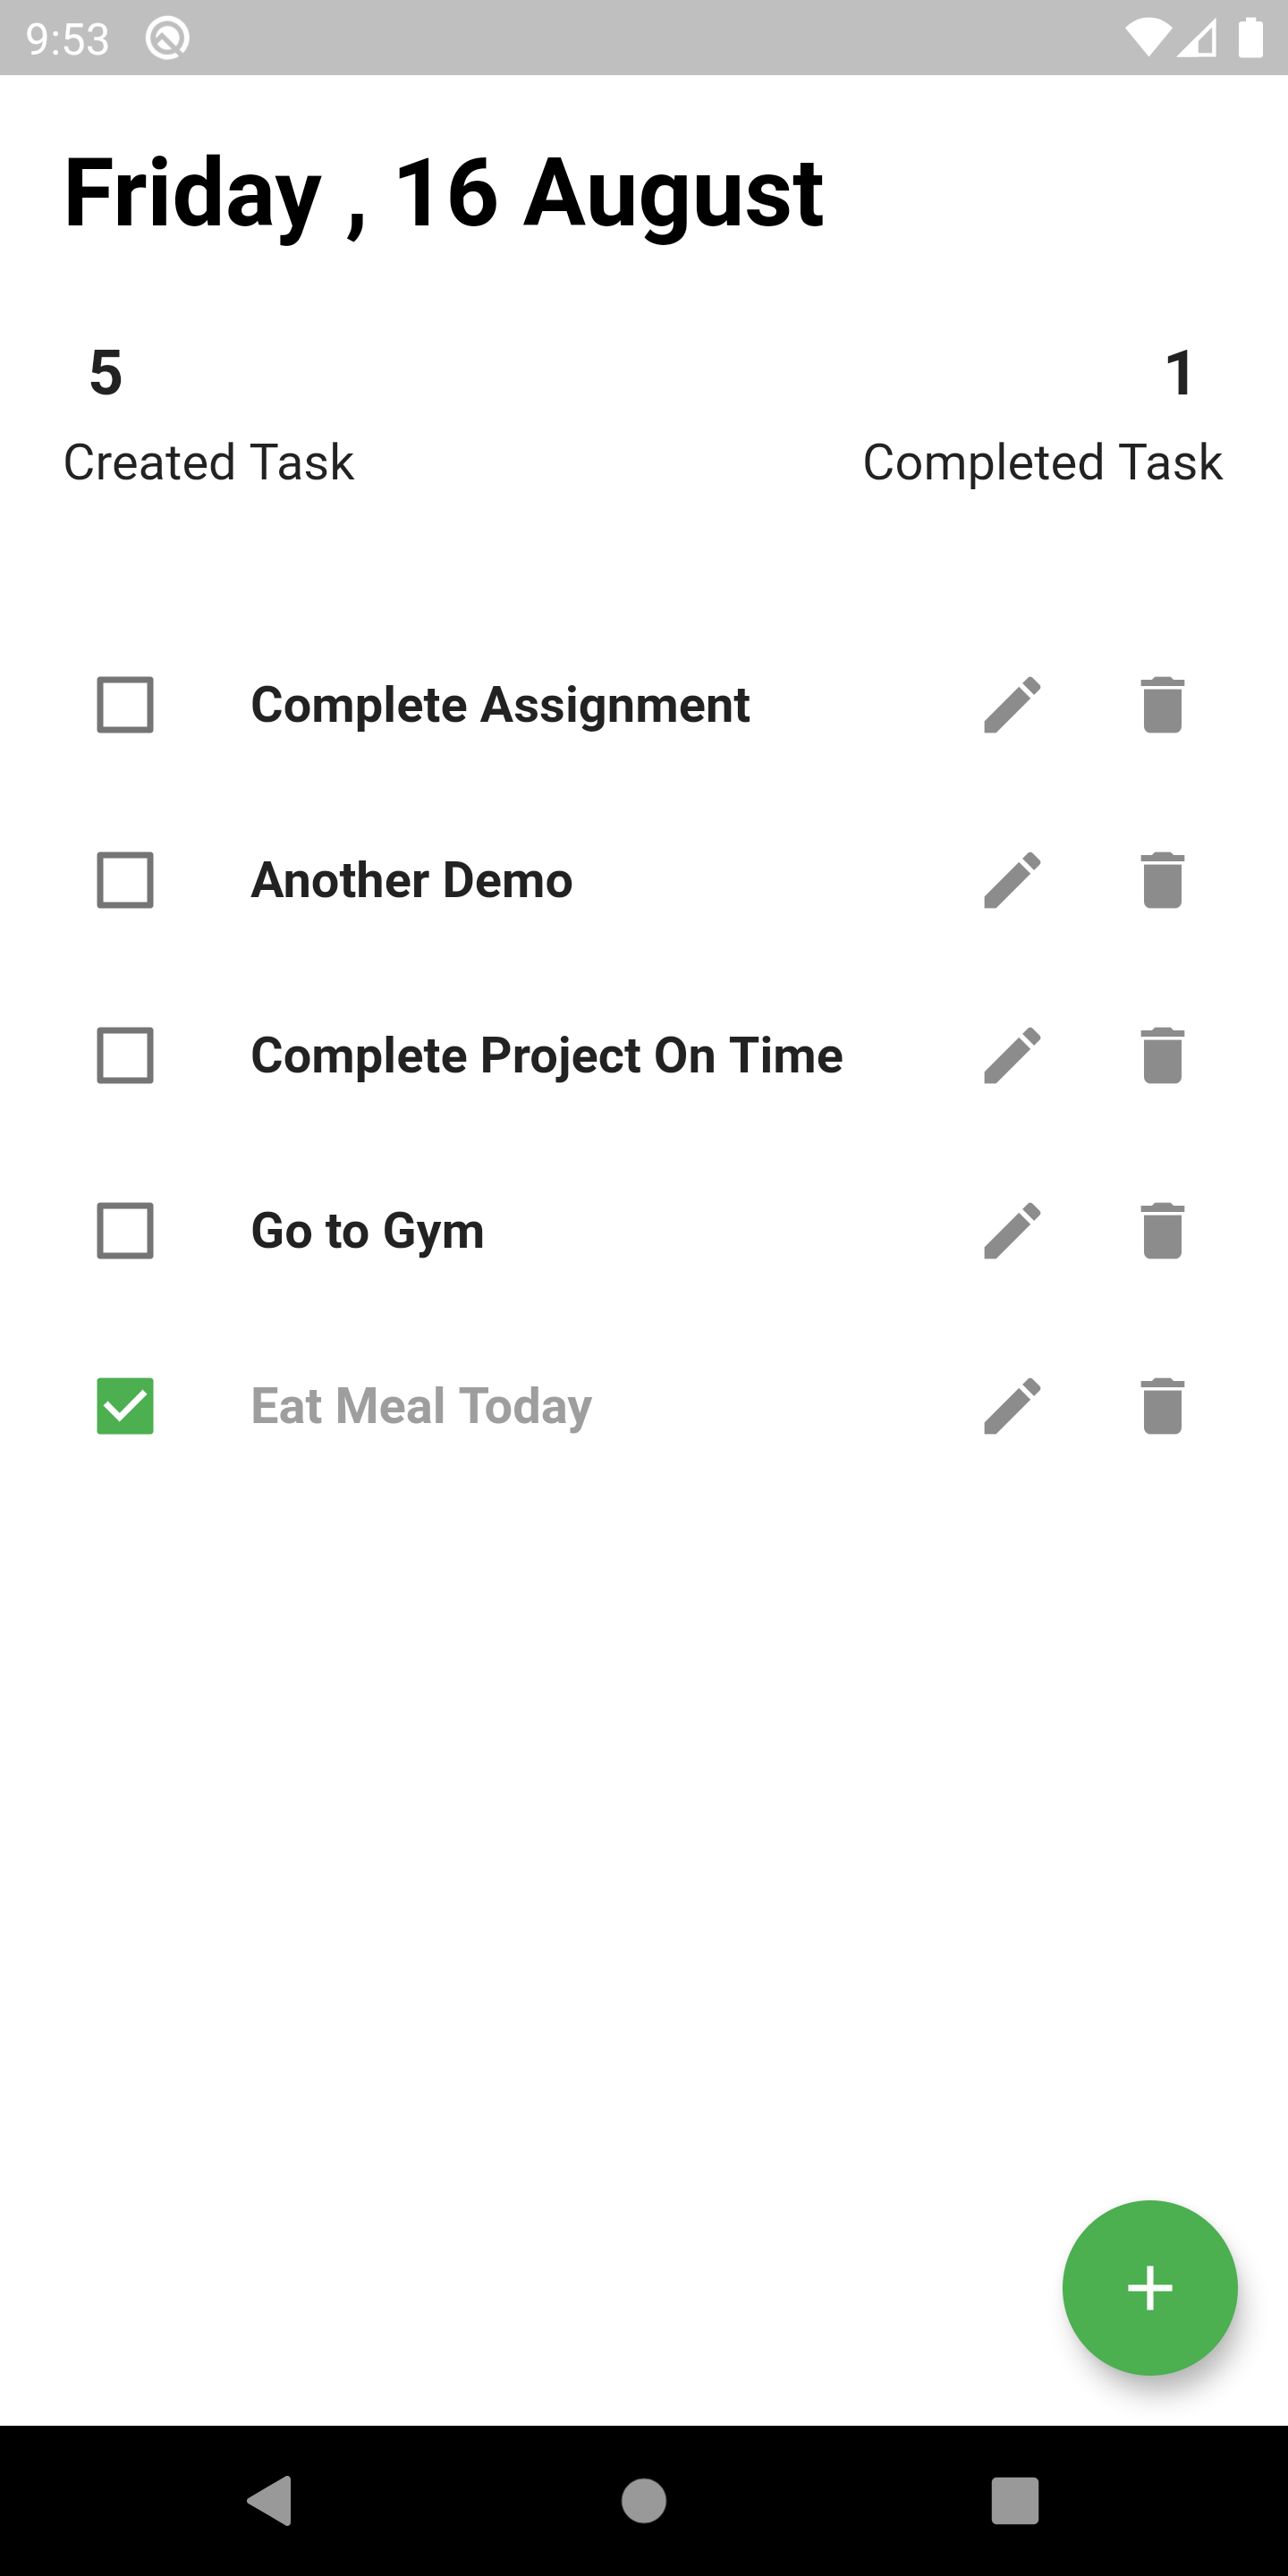 9:53
Friday , 16 August
5
1
Created Task
Completed Task
Complete Assignment
Another Demo
Complete Project On Time
Go to Gym
Eat Meal Today